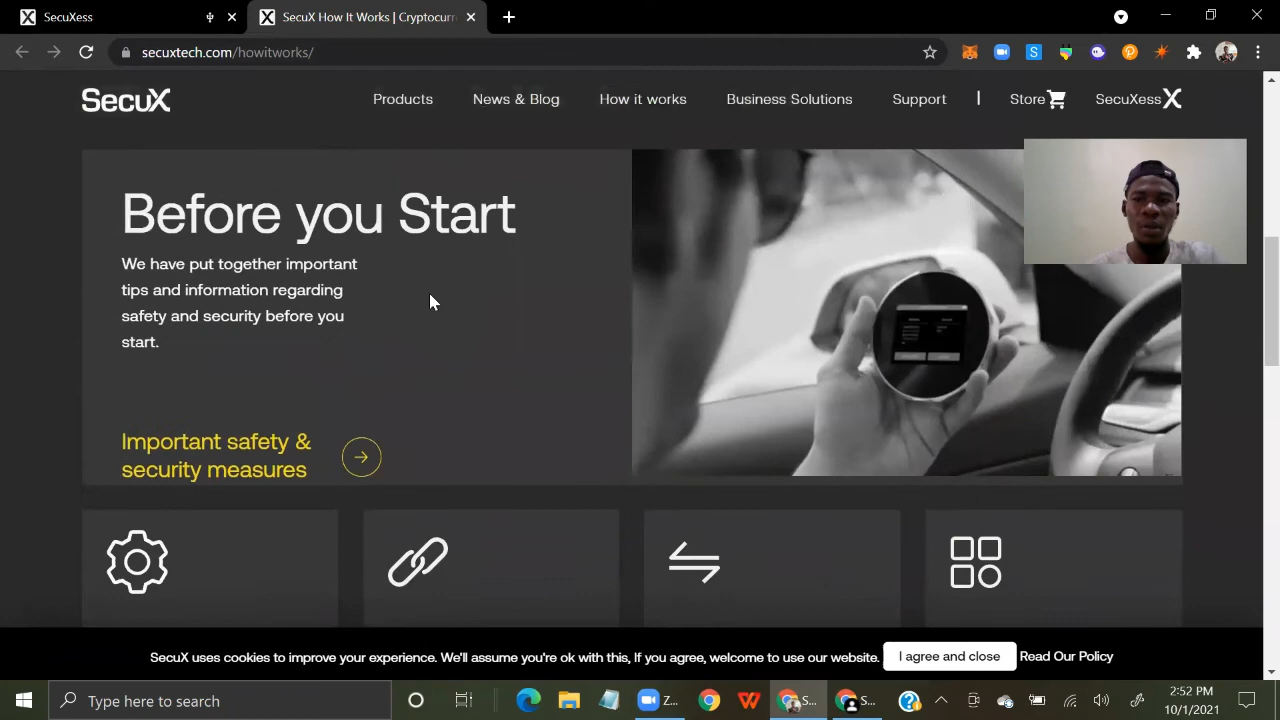 SecuXess
SecuX How It Works | Cryptocurr
secuxtech.com/howitworks/
SecuX
Products
News & Blog
How it works
Business Solutions
Support
Store
SecuXess
Before you Start
We have put together important
tips and information regarding
safety and security before you
start.
Important safety &
security measures
SecuX uses cookies to improve your experience. We'll assume you're ok with this, If you agree, welcome to use our website.
I agree and close
Read Our Policy
Type here to search
Z...
S...
S...
2:52 PM
10/1/2021